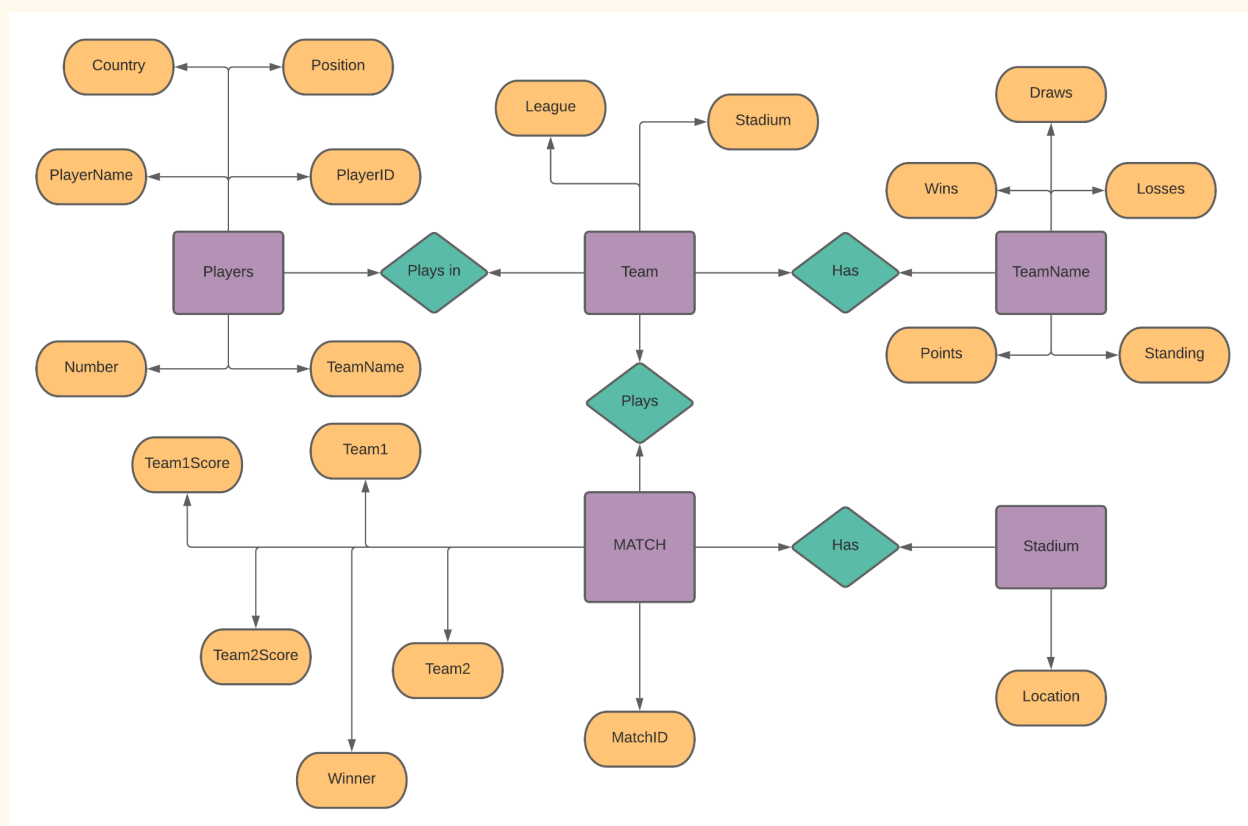 Country
Position
League
Stadium
Draws
PlayerName
PlayerID
Wins
Losses
Players
Plays in
Team
Has
TeamName
Number
TeamName
Points
Standing
Plays
Team1Score
Team1
MATCH
Has
Stadium
Team2Score
Team2
Location
MatchID
Winner